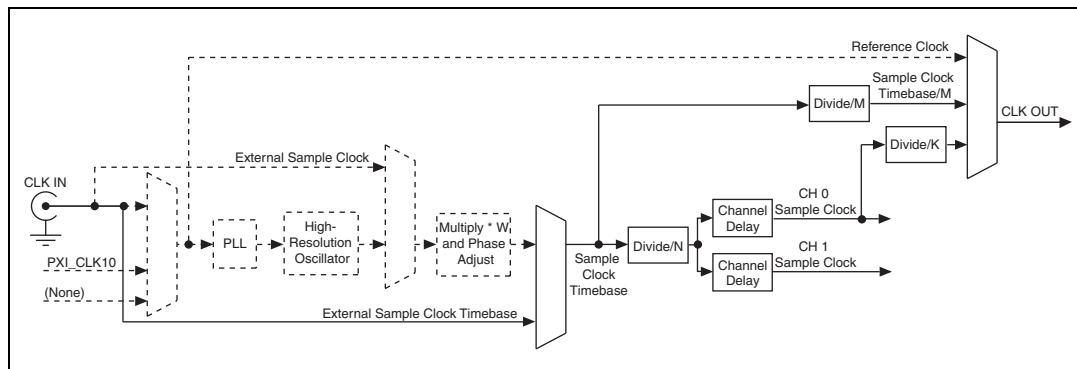 Reference Clock
Sample Clock
Timebase/M
Divide/M
CLK OUT
Divide/K
External Sample Clock
CLK IN
CH 0
Sample Clock
Channel
Delay
PLL
High-
Resolution
Oscillator
Multiply * W
and Phase
Adjust
Divide/N
CH 1
Sample Clock
Channel
Delay
Sample
Clock
Timebase
PXI_CLK10
(None)
External Sample Clock Timebase